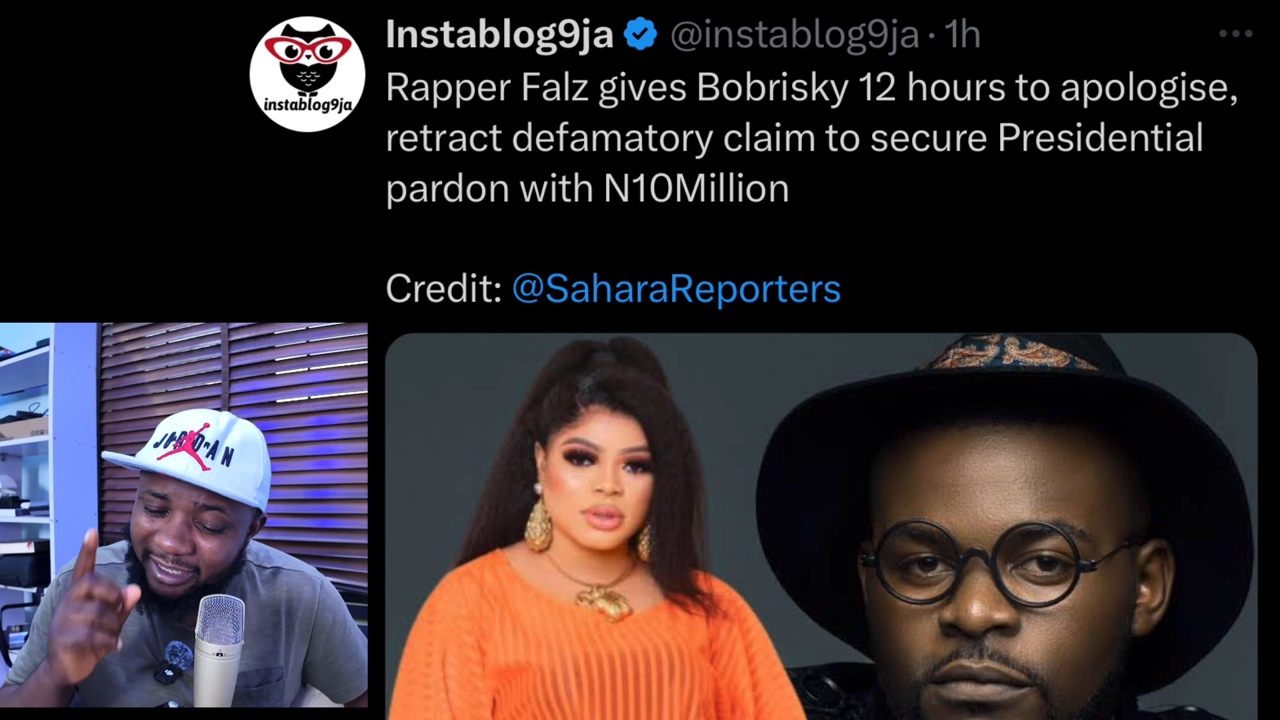 Instablog9ja @instablog9ja · 1h
Rapper Falz gives Bobrisky 12 hours to apologise,
retract defamatory claim to secure Presidential
pardon with N10Million
Credit: @SaharaReporters
instablog9ja
JORDAN